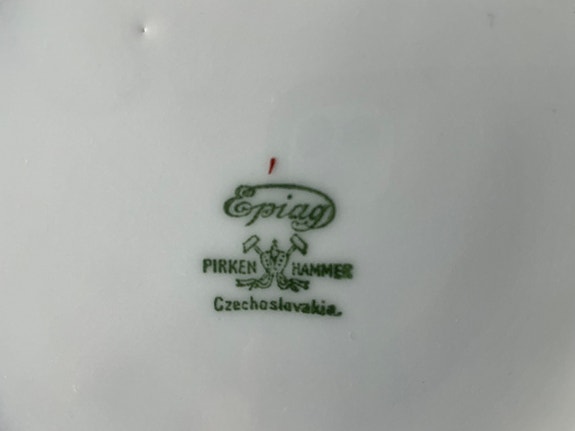 Epiag
PIRKEN HAMMER
Czechoslovakia.